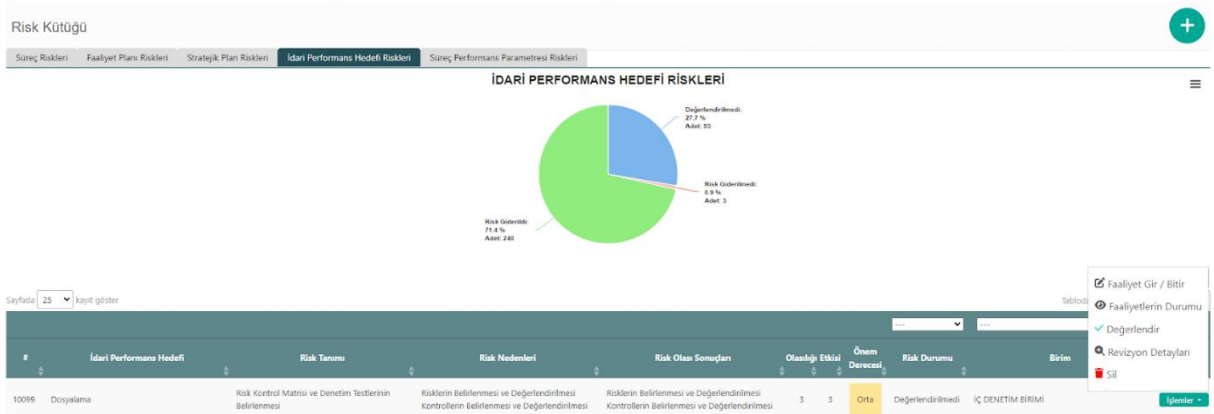 Risk Kütüğü
Süreç Riskleri
Faaliyet Planı Riskleri
Stratejik Plan Riskleri
İdari Performans Hedefi Riskleri
Süreç Performans Parametresi Riskleri
İDARİ PERFORMANS HEDEFİ RİSKLERİ
Değerlendirilmedi:
27.7 %
Adet: 93
Risk Giderilmedi:
0.9 %
Adet: 3
Risk Giderildi:
71.4 %
Adet: 240
Faaliyet Gir / Bitir
Faaliyetlerin Durumu
Değerlendir
Revizyon Detayları
Sil
Sayfada 25 kayıt göster
---
---
#
İdari Performans Hedefi
Risk Tanımı
Risk Nedenleri
Risk Olası Sonuçları
Olasılığı
Etkisi
Önem
Derecesi
Risk Durumu
Birim
10099
Dosyalama
Risk Kontrol Matrisi ve Denetim Testlerinin
Belirlenmesi
Risklerin Belirlenmesi ve Değerlendirilmesi
Kontrollerin Belirlenmesi ve Değerlendirilmesi
Risklerin Belirlenmesi ve Değerlendirilmesi
Kontrollerin Belirlenmesi ve Değerlendirilmesi
3
3
Orta
Değerlendirilmedi
İÇ DENETİM BİRİMİ
İşlemler